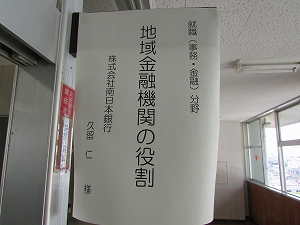 就職（事務・金融）分野
地域金融機関の役割
株式会社南日本銀行
久留　仁　様